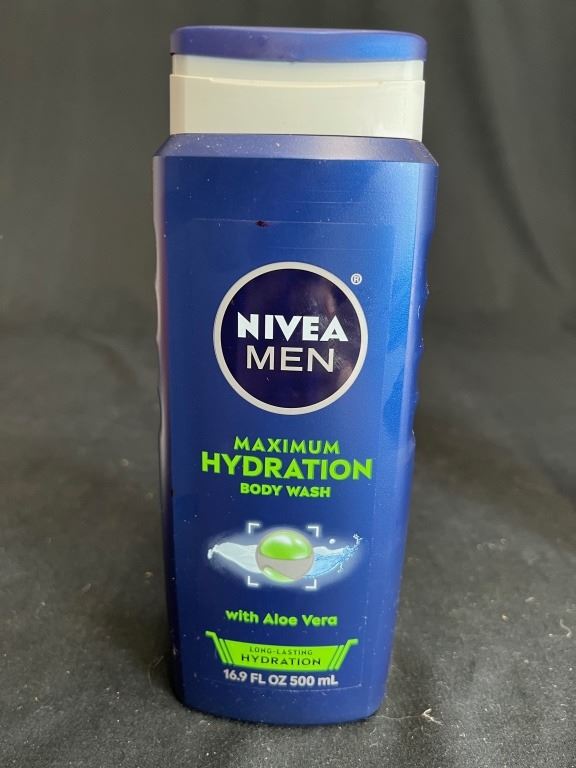 ®
NIVEA
MEN
MAXIMUM
HYDRATION
BODY WASH
with Aloe Vera
LONG-LASTING
HYDRATION
16.9 FL OZ 500 mL